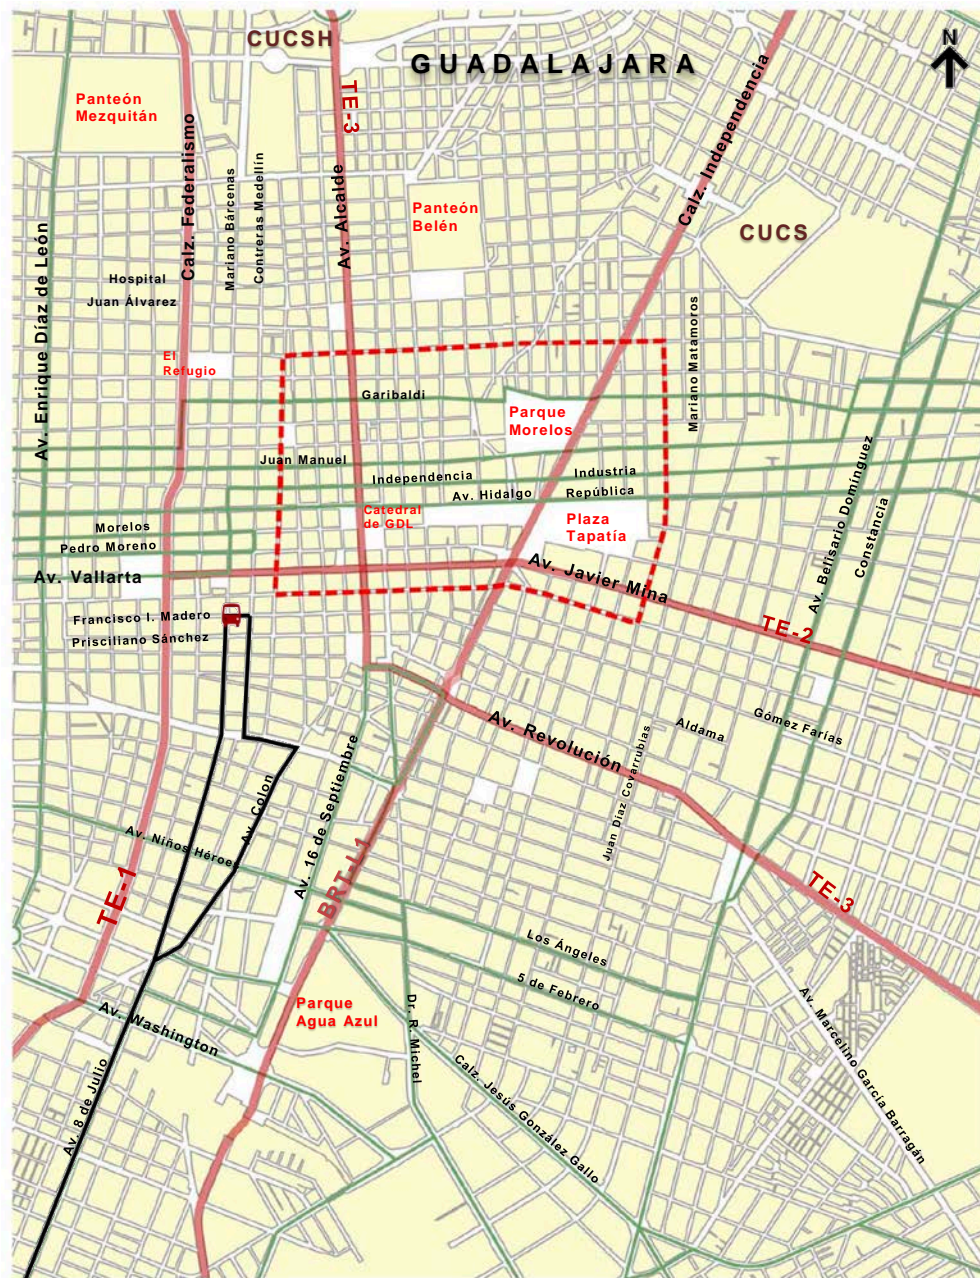 CUCSH
GUADALAJARA
N
Panteón
Mezquitán
TE-3
Calz. Independencia
Calz. Federalismo
Mariano Bárcenas
Contreras Medellín
Av. Alcalde
Panteón
Belén
CUCS
Av. Enrique Díaz de León
Hospital
Juan Álvarez
Mariano Matamoros
El
Refugio
Garibaldi
Parque
Morelos
Juan Manuel
Independencia
Industria
Av. Hidalgo
República
Catedral
de GDL
Plaza
Tapatía
Av. Belisario Domínguez
Constancia
Morelos
Pedro Moreno
Av. Vallarta
Av. Javier Mina
Francisco I. Madero
Prisciliano Sánchez
TE-2
Av. Revolución
Aldama
Gómez Farías
Juan Diaz Covarrubias
Av. Colon
Av. 16 de Septiembre
Av. Niños Héroes
TE-1
BRT-L1
TE-3
Los Ángeles
5 de Febrero
Parque
Agua Azul
Av. Washington
Dr. R. Michel
Av. Marcelino García Barragán
Calz. Jesús González Gallo
Av. 8 de Julio